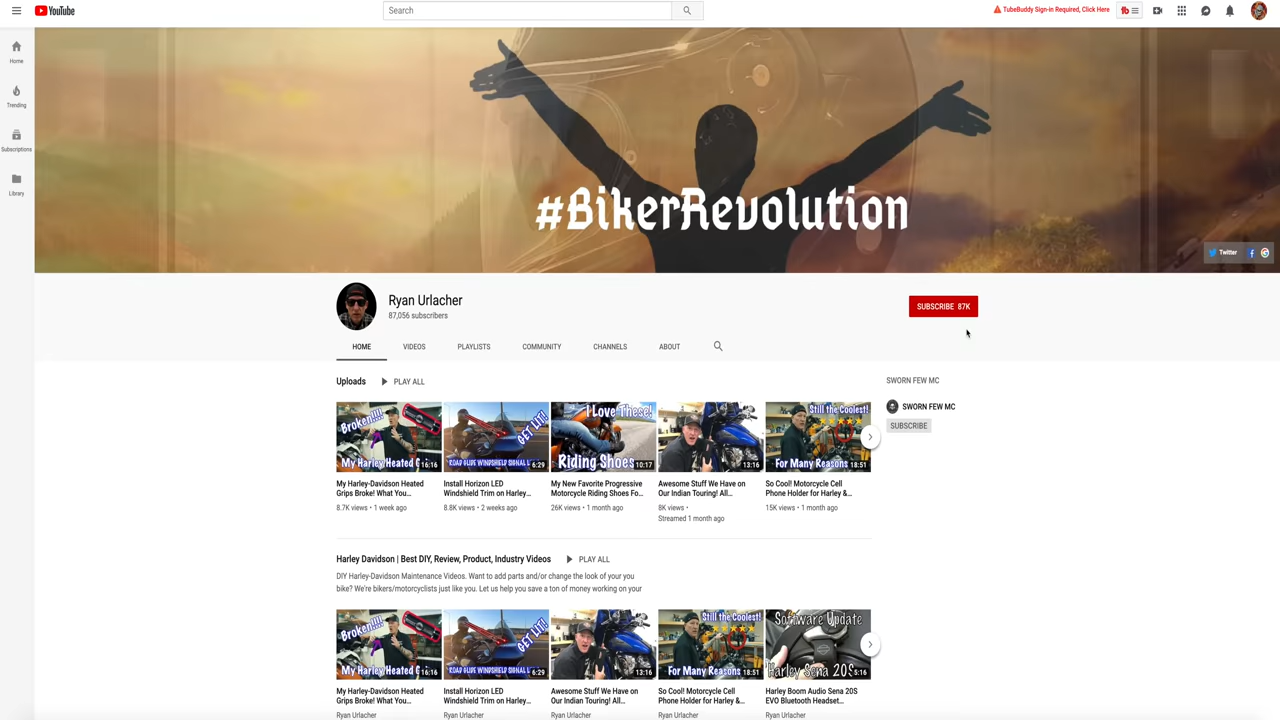 YouTube
Search
TubeBuddy Sign-in Required, Click Here
tb
Home
Trending
Subscriptions
Library
#BikerRevolution
Twitter
Ryan Urlacher
87,056 subscribers
SUBSCRIBE 87K
HOME VIDEOS PLAYLISTS COMMUNITY CHANNELS ABOUT
Uploads PLAY ALL
SWORN FEW MC
SWORN FEW MC
SUBSCRIBE
Broken!!!!
My Harley Heated G
16:16
GET LIT!
ROAD GLIDE WINDSHIELD SIGNAL L
6:29
I Love These!
Riding Shoes
10:17
13:16
Still the Coolest!
For Many Reasons
18:51
My Harley-Davidson Heated
Grips Broke! What You...
8.7K views • 1 week ago
Install Horizon LED
Windshield Trim on Harley...
8.8K views • 2 weeks ago
My New Favorite Progressive
Motorcycle Riding Shoes Fo...
26K views • 1 month ago
Awesome Stuff We Have on
Our Indian Touring! All...
8K views •
Streamed 1 month ago
So Cool! Motorcycle Cell
Phone Holder for Harley &...
15K views • 1 month ago
Harley Davidson | Best DIY, Review, Product, Industry Videos PLAY ALL
DIY Harley-Davidson Maintenance Videos. Want to add parts and/or change the look of your you
bike? We're bikers/motorcyclists just like you. Let us help you save a ton of money working on your
Broken!!!!
My Harley Heated G
16:16
GET LIT!
ROAD GLIDE WINDSHIELD SIGNAL L
6:29
13:16
Still the Coolest!
For Many Reasons
18:51
Software Update
Harley Sena 20S
5:16
My Harley-Davidson Heated
Grips Broke! What You...
Ryan Urlacher
Install Horizon LED
Windshield Trim on Harley...
Ryan Urlacher
Awesome Stuff We Have on
Our Indian Touring! All...
Ryan Urlacher
So Cool! Motorcycle Cell
Phone Holder for Harley &...
Ryan Urlacher
Harley Boom Audio Sena 20S
EVO Bluetooth Headset...
Ryan Urlacher